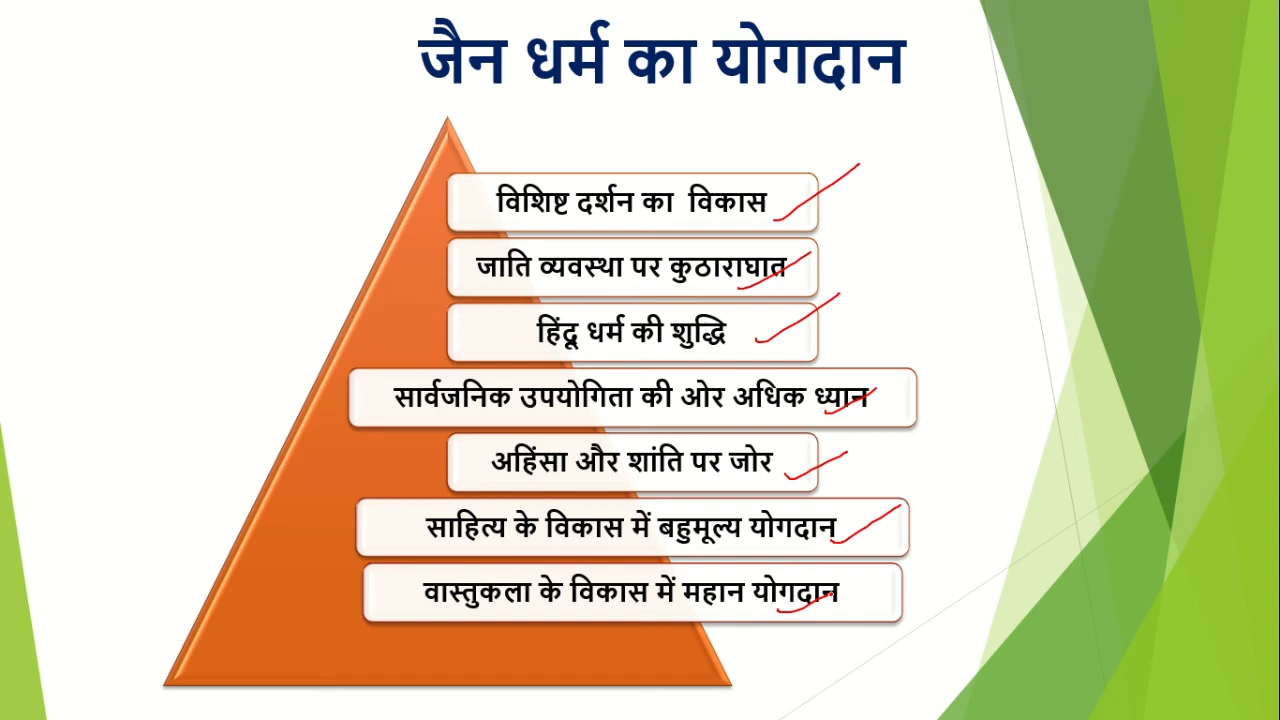 जैन धर्म का योगदान
विशिष्ट दर्शन का विकास
जाति व्यवस्था पर कुठाराघात
हिंदू धर्म की शुद्धि
सार्वजनिक उपयोगिता की ओर अधिक ध्यान
अहिंसा और शांति पर जोर
साहित्य के विकास में बहुमूल्य योगदान
वास्तुकला के विकास में महान योगदान